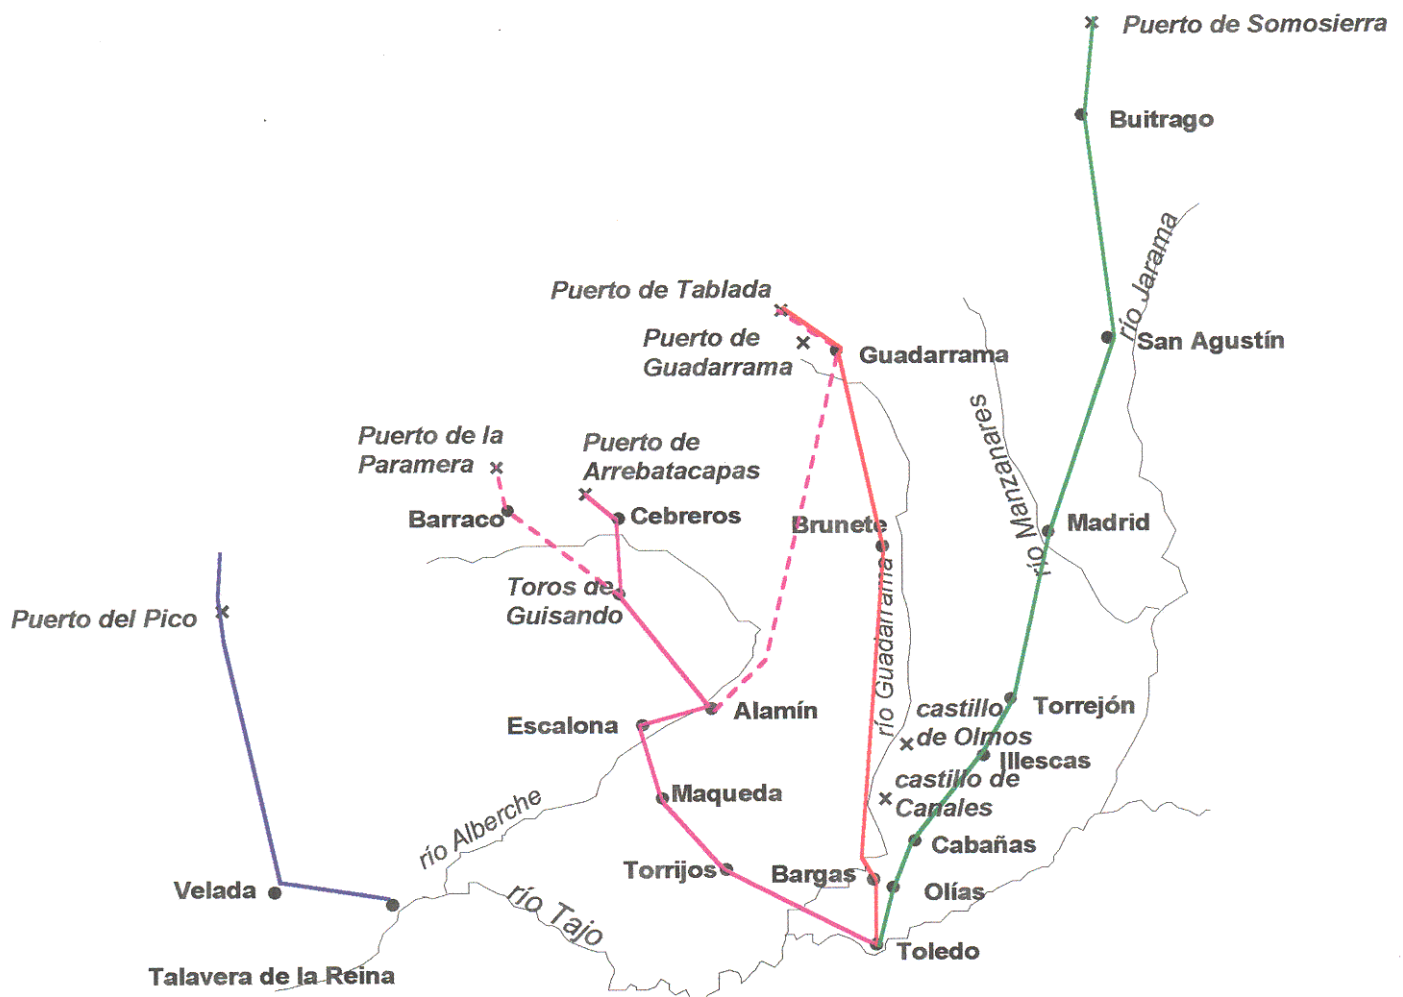 Puerto de Somosierra
Buitrago
río Jarama
San Agustín
Puerto de Tablada
Puerto de
Guadarrama
Guadarrama
río Manzanares
Puerto de la
Paramera
Puerto de
Arrebatacapas
Barraco
Cebreros
Brunete
Madrid
Toros de
Guisando
Puerto del Pico
río Guadarrama
Escalona
Alamín
castillo
de Olmos
Torrejón
Illescas
castillo de
Canales
Maqueda
río Alberche
Cabañas
Torrijos
Bargas
Velada
Olías
río Tajo
Toledo
Talavera de la Reina